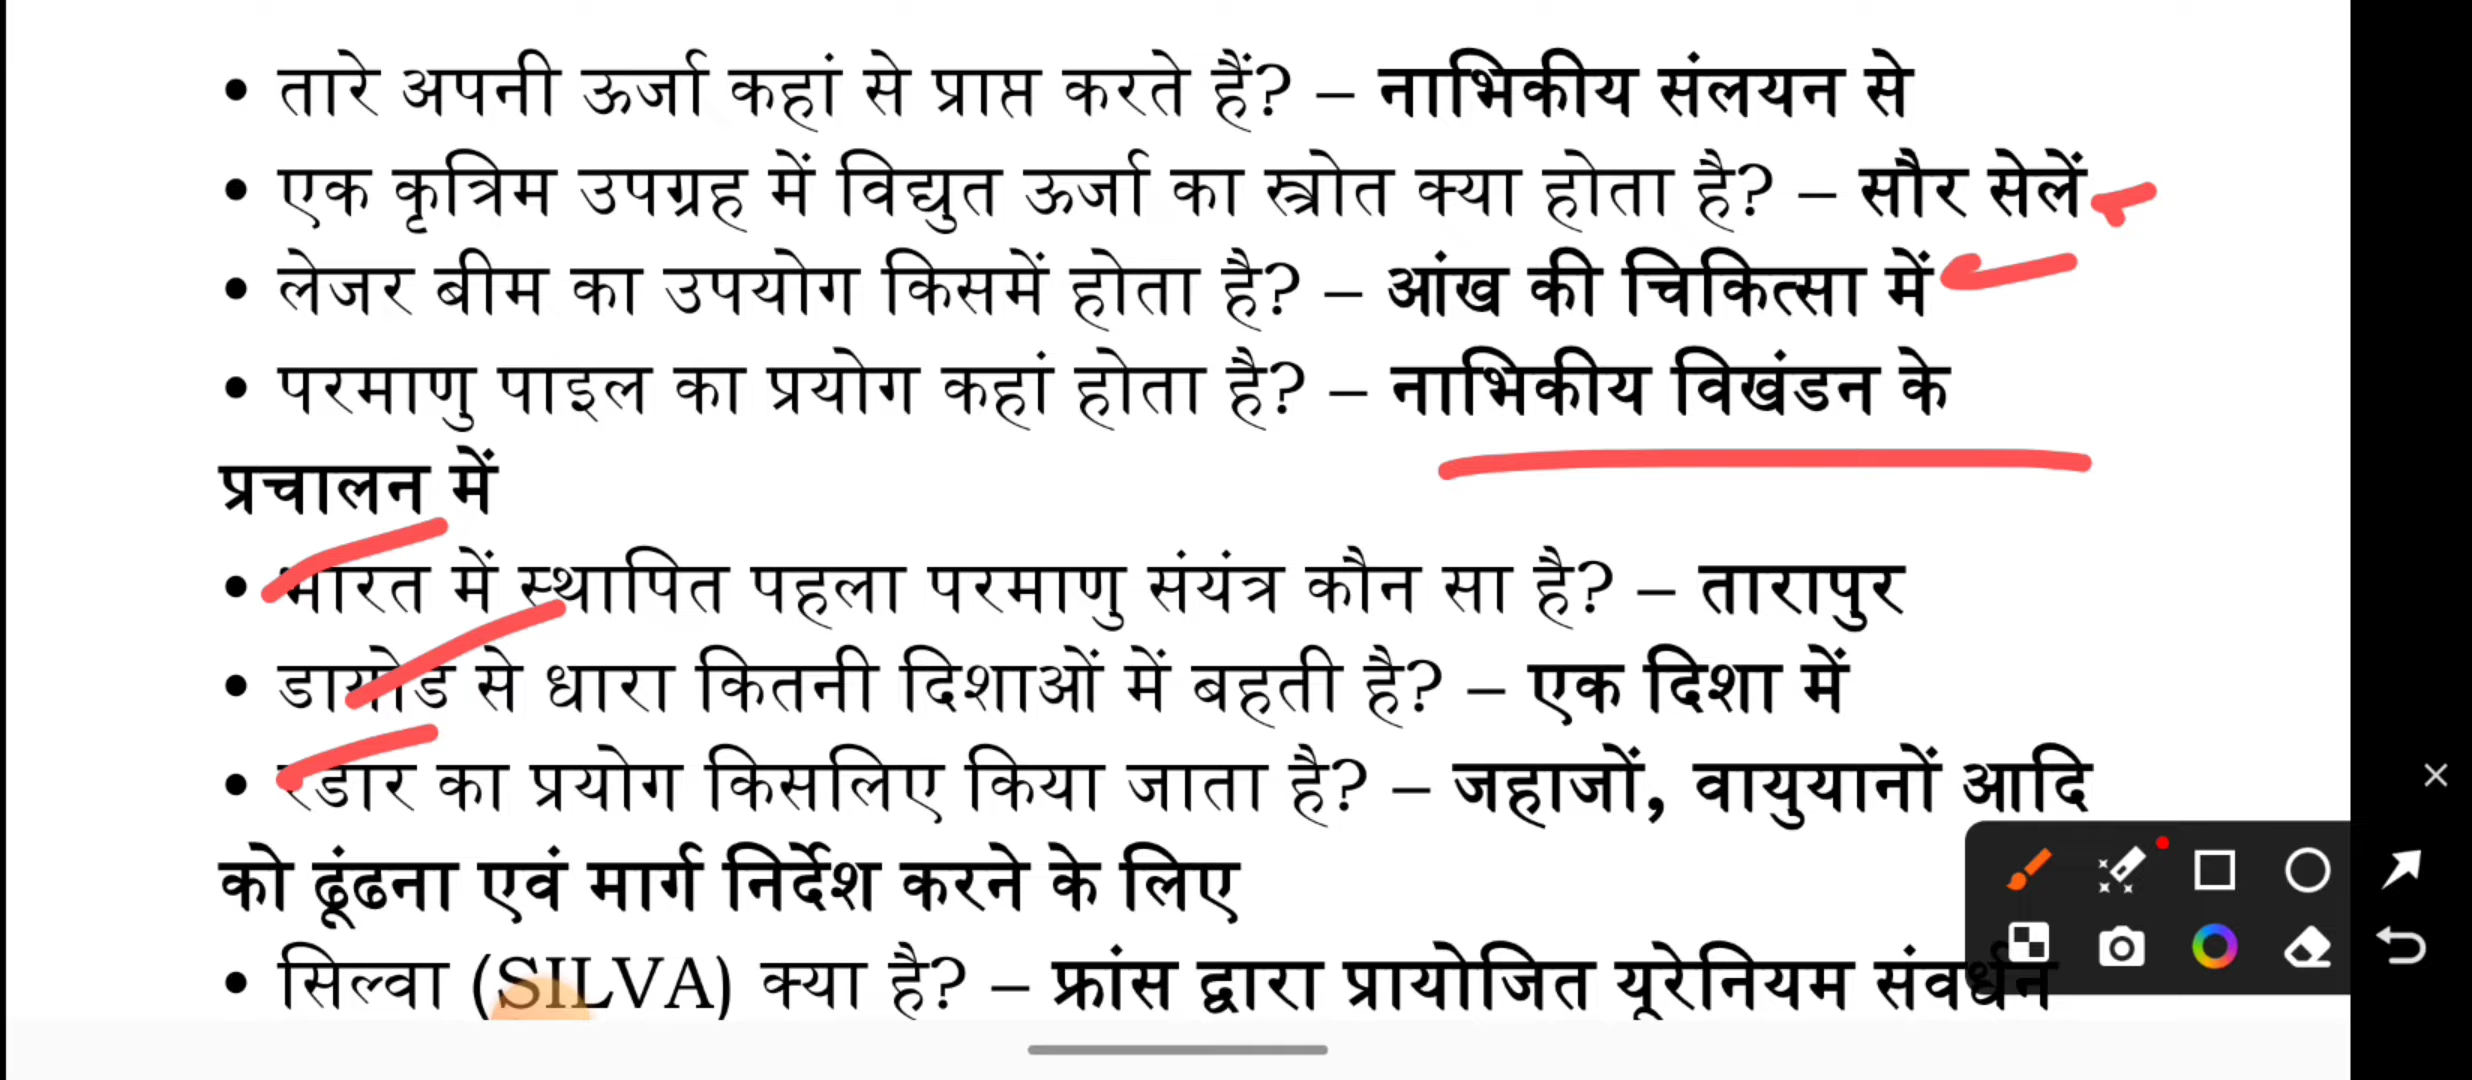 • तारे अपनी ऊर्जा कहां से प्राप्त करते हैं? – नाभिकीय संलयन से
• एक कृत्रिम उपग्रह में विद्युत ऊर्जा का स्त्रोत क्या होता है? – सौर सेलें
• लेजर बीम का उपयोग किसमें होता है? – आंख की चिकित्सा में
• परमाणु पाइल का प्रयोग कहां होता है? – नाभिकीय विखंडन के
प्रचालन में
• भारत में स्थापित पहला परमाणु संयंत्र कौन सा है? – तारापुर
• डायोड से धारा कितनी दिशाओं में बहती है? – एक दिशा में
• रडार का प्रयोग किसलिए किया जाता है? – जहाजों, वायुयानों आदि
को ढूंढना एवं मार्ग निर्देश करने के लिए
• सिल्वा (SILVA) क्या है? – फ्रांस द्वारा प्रायोजित यूरेनियम संवर्धन